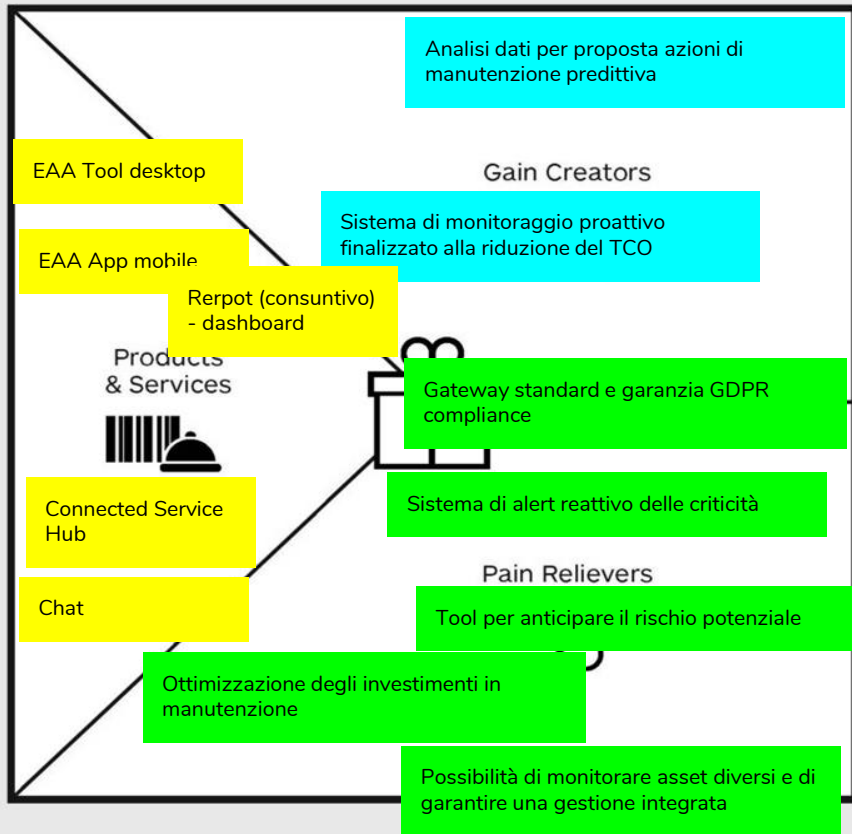 Analisi dati per proposta azioni di
manutenzione predittiva
EAA Tool desktop
Gain Creators
Sistema di monitoraggio proattivo
finalizzato alla riduzione del TCO
EAA App mobile
Rerpot (consuntivo)
- dashboard
Products
& Services
Gateway standard e garanzia GDPR
compliance
Connected Service
Hub
Sistema di alert reattivo delle criticità
Pain Relievers
Chat
Tool per anticipare il rischio potenziale
Ottimizzazione degli investimenti in
manutenzione
Possibilità di monitorare asset diversi e di
garantire una gestione integrata